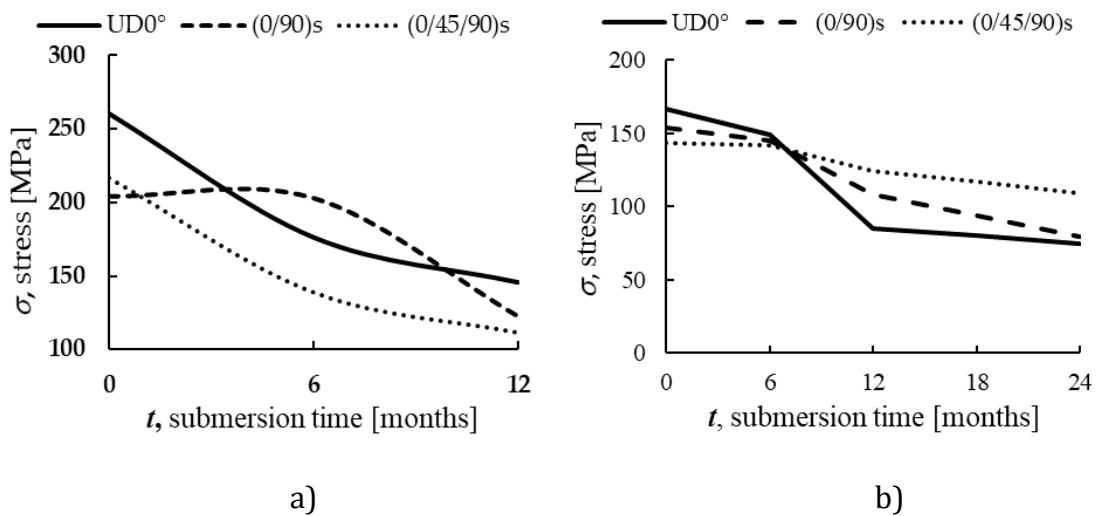 UD0° (0/90)s (0/45/90)s
300
250
200
150
100
σ, stress [MPa]
0 6 12
t, submersion time [months]
a)
UD0° (0/90)s (0/45/90)s
200
150
100
50
0
σ, stress [MPa]
0 6 12 18 24
t, submersion time [months]
b)